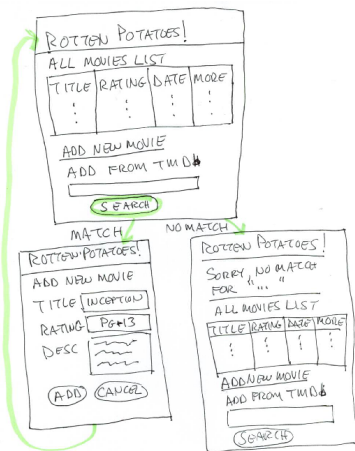 ROTTEN POTATOES!
ALL MOVIES LIST
TITLE RATING DATE MORE
ADD NEW MOVIE
ADD FROM TMDb
SEARCH
MATCH
NO MATCH
ROTTEN POTATOES!
ADD NEW MOVIE
TITLE INCEPTION
RATING PG-13
DESC
ADD CANCEL
ROTTEN POTATOES!
SORRY, NO MATCH
FOR "..."
ALL MOVIES LIST
TITLE RATING DATE MORE
ADD NEW MOVIE
ADD FROM TMDb
SEARCH